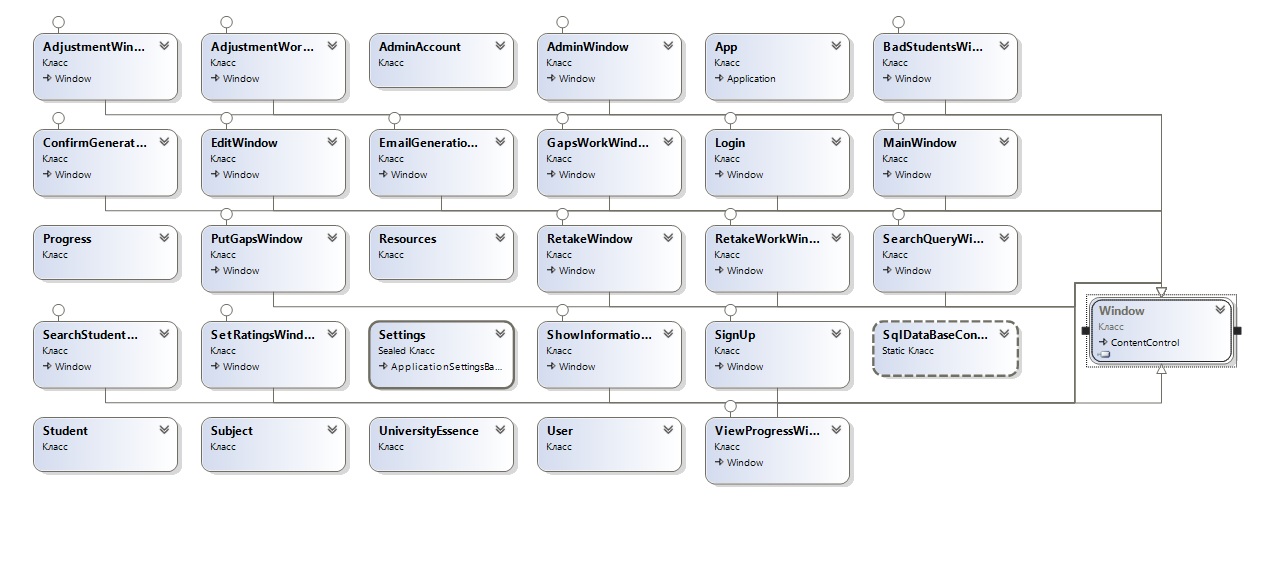 AdjustmentWin...
Класс
Window
AdjustmentWor...
Класс
Window
AdminAccount
Класс
AdminWindow
Класс
Window
App
Класс
Application
BadStudentsWi...
Класс
Window
ConfirmGenerat...
Класс
Window
EditWindow
Класс
Window
EmailGeneratio...
Класс
Window
GapsWorkWind...
Класс
Window
Login
Класс
Window
MainWindow
Класс
Window
Progress
Класс
PutGapsWindow
Класс
Window
Resources
Класс
RetakeWindow
Класс
Window
RetakeWorkWin...
Класс
Window
SearchQueryWi...
Класс
Window
Window
Класс
ContentControl
SearchStudent...
Класс
Window
SetRatingsWind...
Класс
Window
Settings
Sealed Класс
ApplicationSettingsBa...
ShowInformatio...
Класс
Window
SignUp
Класс
Window
SqlDataBaseCon...
Static Класс
Student
Класс
Subject
Класс
UniversityEssence
Класс
User
Класс
ViewProgressWi...
Класс
Window